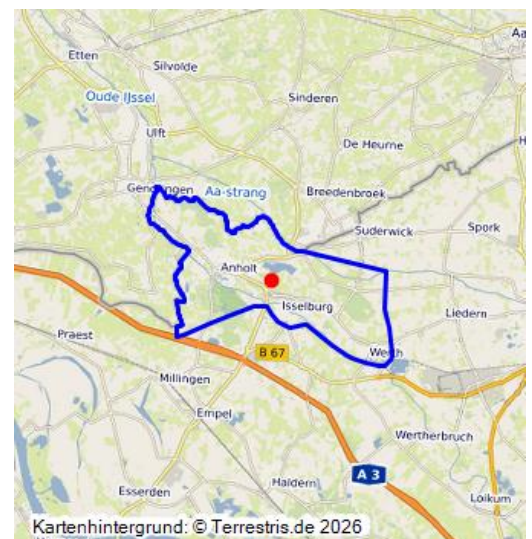 Etten
Silvolde
Aa
Oude IJssel
Sinderen
Ulft
De Heurne
H
Gendringen
Aa-strang
Breedenbroek
Suderwick
Spork
Anholt
Isselburg
Liedern
Praest
B 67
Werth
Millingen
Empel
Wertherbruch
A 3
Haldern
Esserden
Loikum
Kartenhintergrund: © Terrestris.de 2026